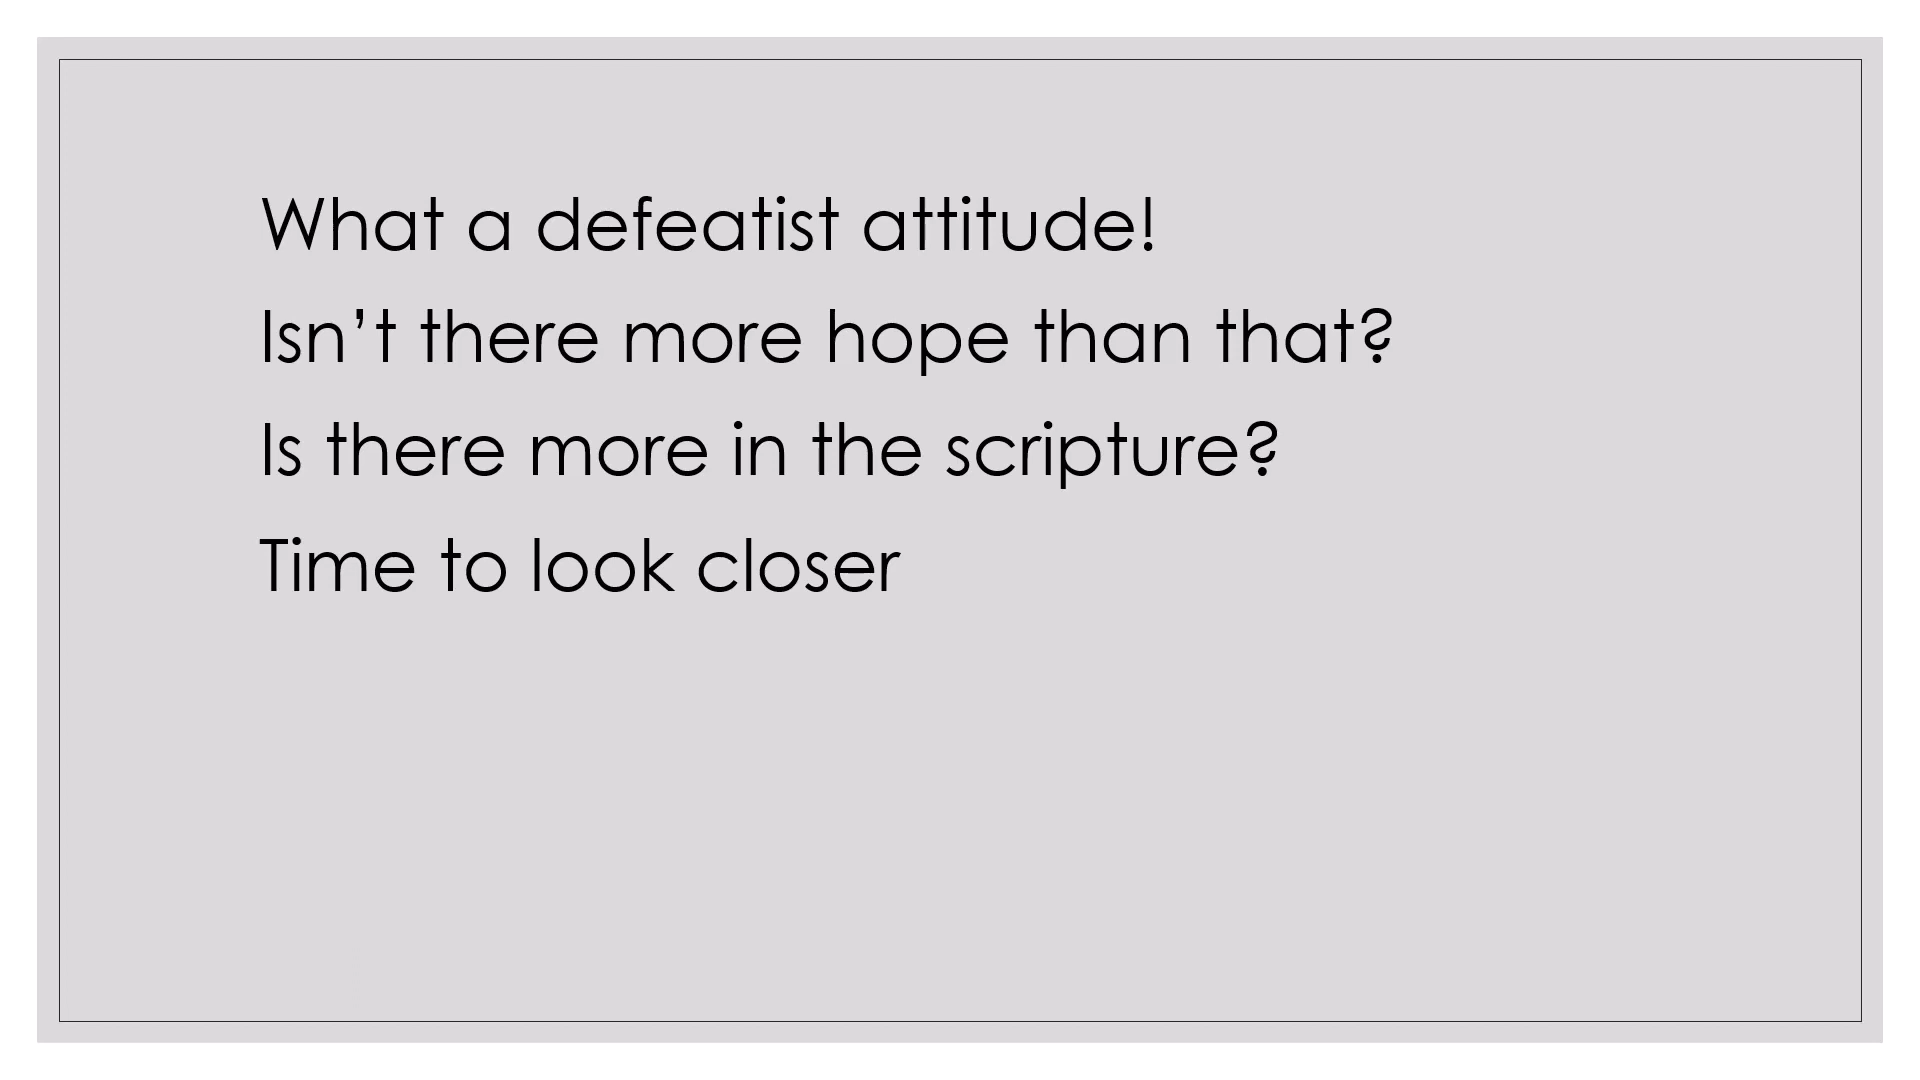 What a defeatist attitude!
Isn’t there more hope than that?
Is there more in the scripture?
Time to look closer